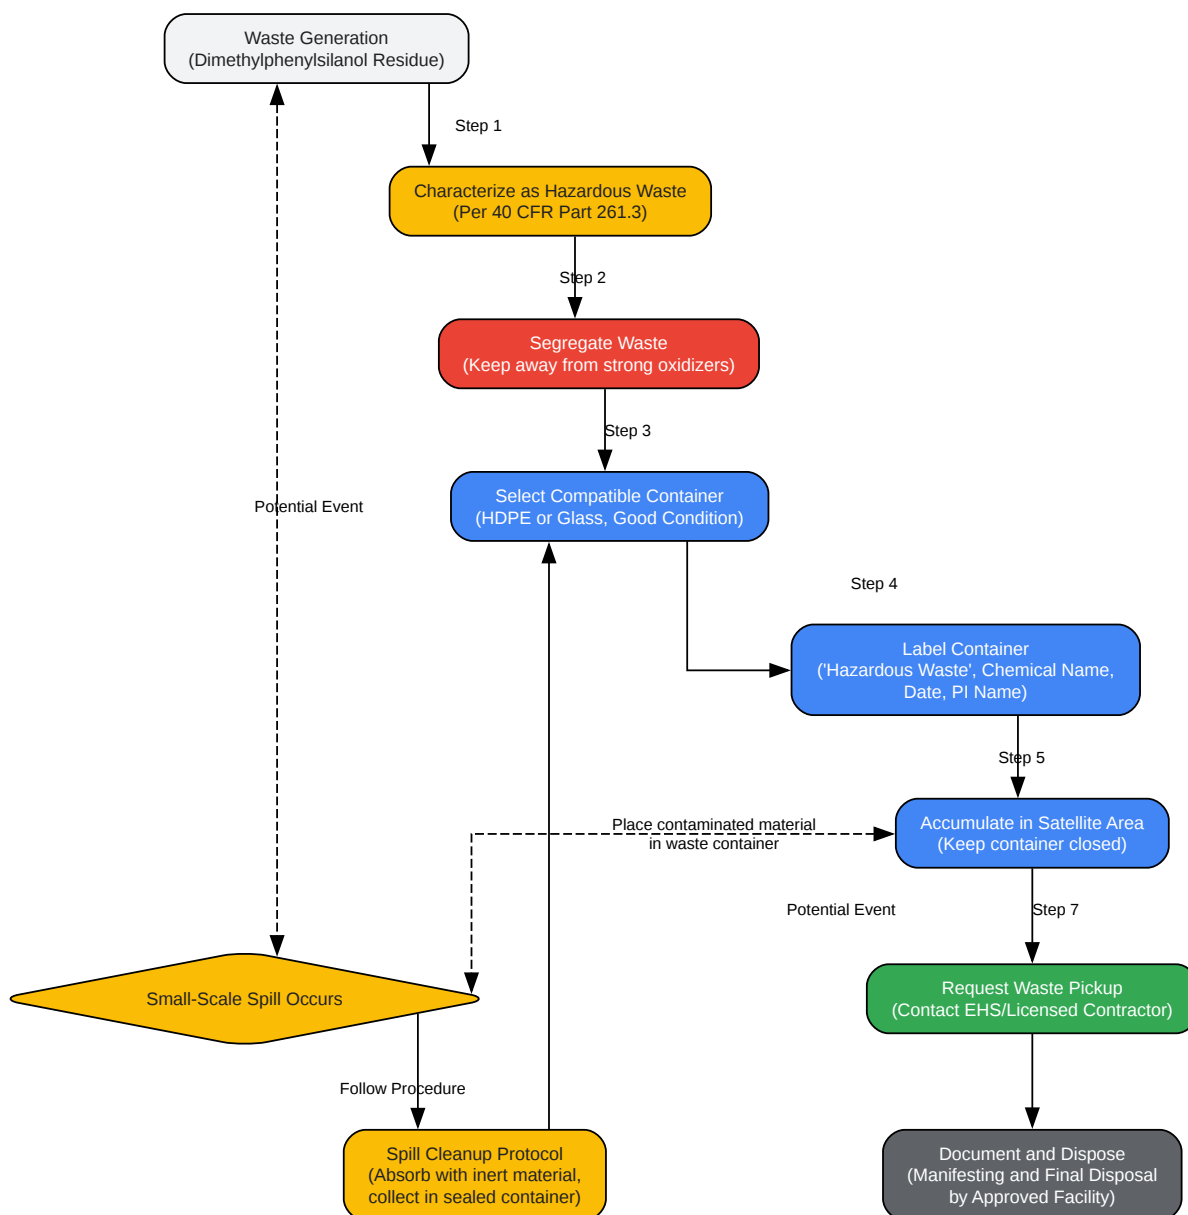 Waste Generation
(Dimethylphenylsilanol Residue)
Step 1
Characterize as Hazardous Waste
(Per 40 CFR Part 261.3)
Step 2
Segregate Waste
(Keep away from strong oxidizers)
Step 3
Select Compatible Container
(HDPE or Glass, Good Condition)
Potential Event
Step 4
Label Container
('Hazardous Waste', Chemical Name,
Date, PI Name)
Step 5
Place contaminated material
in waste container
Accumulate in Satellite Area
(Keep container closed)
Potential Event
Step 7
Small-Scale Spill Occurs
Request Waste Pickup
(Contact EHS/Licensed Contractor)
Follow Procedure
Spill Cleanup Protocol
(Absorb with inert material,
collect in sealed container)
Document and Dispose
(Manifesting and Final Disposal
by Approved Facility)